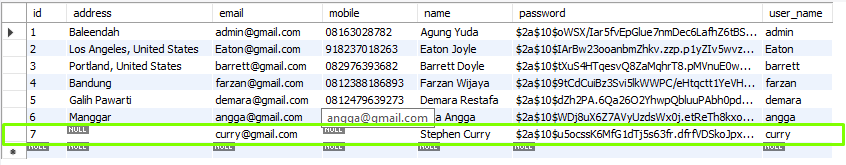 id address email mobile name password user_name
1 Baleendah admin@gmail.com 08163028782 Agung Yuda $2a$10$oWSX/Iar5fvEpGlue7nmDec6LafhZ6tBS... admin
2 Los Angeles, United States Eaton@gmail.com 918237018263 Eaton Joyle $2a$10$IArBw23ooanbmZhkv.zzp.p1yZIv5wvz... Eaton
3 Portland, United States barrett@gmail.com 082976393682 Barrett Doyle $2a$10$tXuS4HTqesvQ8ZaMqhrT8.pMVnuE0w... barrett
4 Bandung farzan@gmail.com 0812388186893 Farzan Wijaya $2a$10$9tCdCuiBz3Svi5lkWWPC/eHtqctt1YeVH... farzan
5 Galih Pawarti demara@gmail.com 0812479639273 Demara Restafa $2a$10$dZh2PA.6Qa26O2YhwpQbluuPAbh0pd... demara
6 Manggar angga@gmail.com Angga $2a$10$WDj8uX6Z7AVyUzdsWx0j.etReTh8kxo... angga
angga@gmail.com
7 NULL curry@gmail.com NULL Stephen Curry $2a$10$u5ocssK6MfG1dTj5s63fr.dfrfVDSkoJpx... curry
NULL NULL NULL NULL NULL NULL NULL